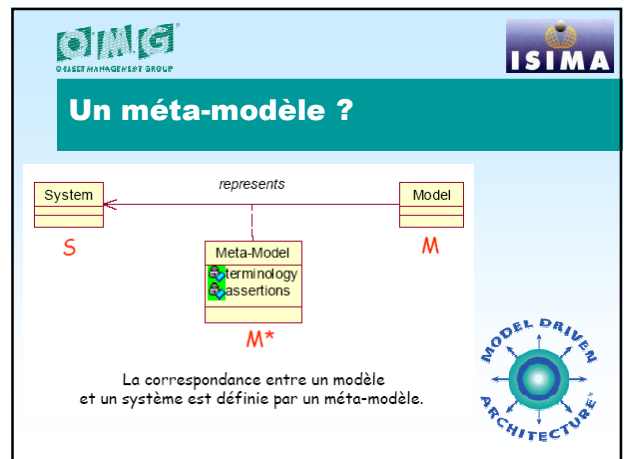 OMG
OBJECT MANAGEMENT GROUP
ISIMA
Un méta-modèle ?
represents
System
Model
S
M
Meta-Model
terminology
assertions
M*
La correspondance entre un modèle
et un système est définie par un méta-modèle.
MODEL DRIVEN
ARCHITECTURE